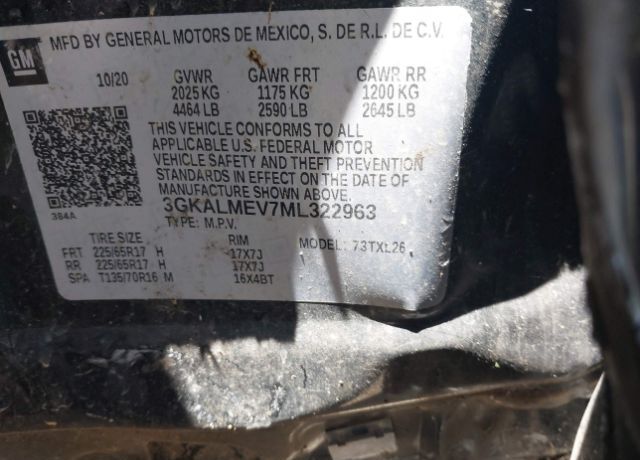 MFD BY GENERAL MOTORS DE MEXICO, S. DE R.L. DE C.V.
GM
10/20 GVWR GAWR FRT GAWR RR
2025 KG 1175 KG 1200 KG
4464 LB 2590 LB 2645 LB
THIS VEHICLE CONFORMS TO ALL
APPLICABLE U.S. FEDERAL MOTOR
VEHICLE SAFETY AND THEFT PREVENTION
STANDARDS IN EFFECT ON THE DATE OF
MANUFACTURE SHOWN ABOVE.
384A
3GKALMEV7ML322963
TYPE: M.P.V. MODEL: 73TXL26
TIRE SIZE RIM
FRT 225/65R17 H 17X7J
RR 225/65R17 H 17X7J
SPA T135/70R16 M 16X4BT